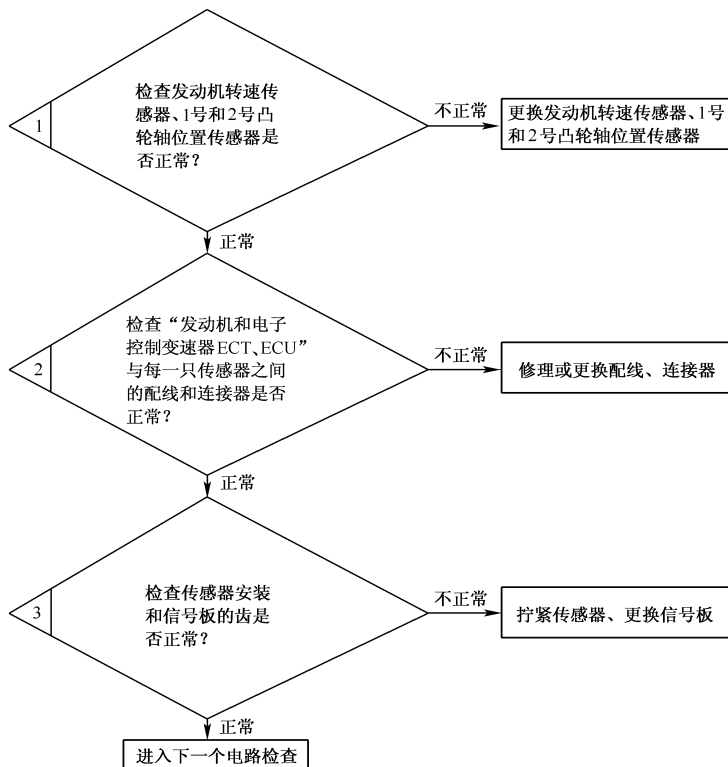 检查发动机转速传
感器、1号和2号凸
轮轴位置传感器是
否正常?
1
不正常
更换发动机转速传感器、1号
和2号凸轮轴位置传感器
正常
检查“发动机和电子
控制变速器ECT、ECU”
与每一只传感器之间
的配线和连接器是否
正常?
2
不正常
修理或更换配线、连接器
正常
检查传感器安装
和信号板的齿是
否正常?
3
不正常
拧紧传感器、更换信号板
正常
进入下一个电路检查